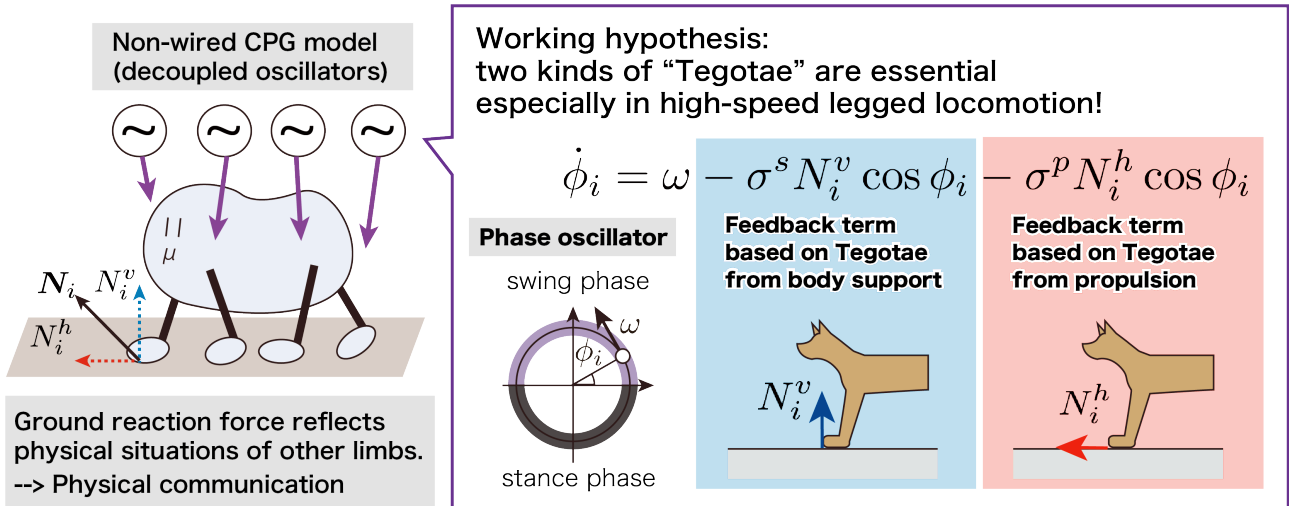 Non-wired CPG model
(decoupled oscillators)
~ ~ ~ ~
| |
μ
N_i N_i^v
N_i^h
Ground reaction force reflects
physical situations of other limbs.
--> Physical communication
Working hypothesis:
two kinds of “Tegotae” are essential
especially in high-speed legged locomotion!
\dot{ϕ}_i = ω − σ^s N_i^v cos ϕ_i − σ^p N_i^h cos ϕ_i
Phase oscillator
swing phase
ω
ϕ_i
stance phase
Feedback term
based on Tegotae
from body support
N_i^v
Feedback term
based on Tegotae
from propulsion
N_i^h